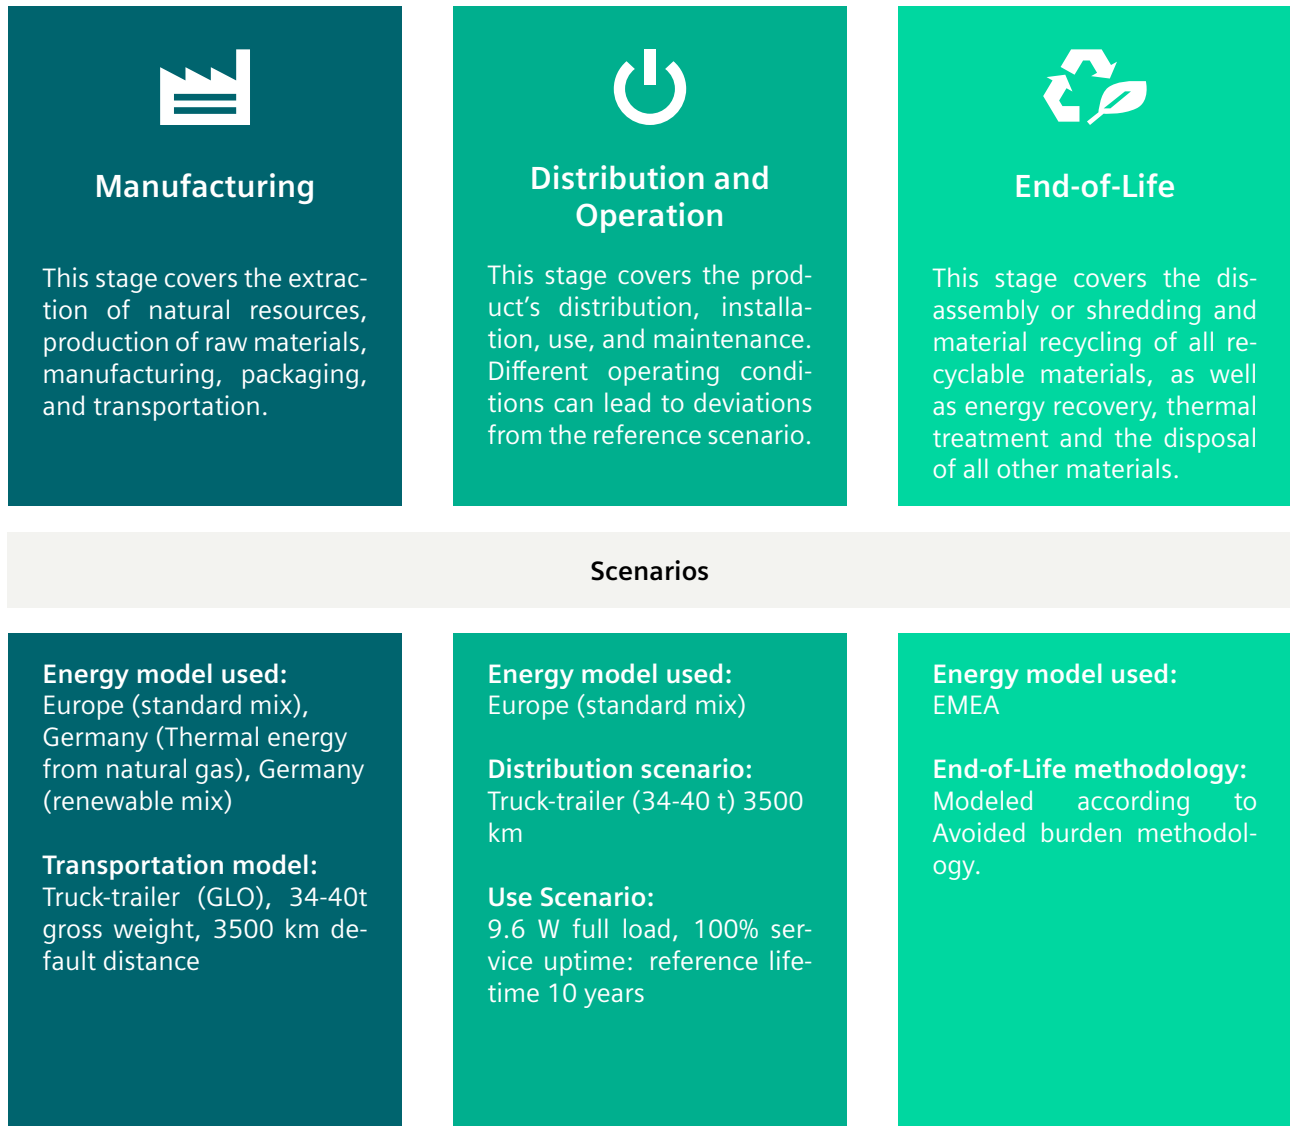 Manufacturing
This stage covers the extrac-
tion of natural resources,
production of raw materials,
manufacturing, packaging,
and transportation.
Distribution and
Operation
This stage covers the prod-
uct's distribution, installa-
tion, use, and maintenance.
Different operating condi-
tions can lead to deviations
from the reference scenario.
End-of-Life
This stage covers the dis-
assembly or shredding and
material recycling of all re-
cyclable materials, as well
as energy recovery, thermal
treatment and the disposal
of all other materials.
Scenarios
Energy model used:
Europe (standard mix),
Germany (Thermal energy
from natural gas), Germany
(renewable mix)
Transportation model:
Truck-trailer (GLO), 34-40t
gross weight, 3500 km de-
fault distance
Energy model used:
Europe (standard mix)
Distribution scenario:
Truck-trailer (34-40 t) 3500
km
Use Scenario:
9.6 W full load, 100% ser-
vice uptime: reference life-
time 10 years
Energy model used:
EMEA
End-of-Life methodology:
Modeled according to
Avoided burden methodol-
ogy.